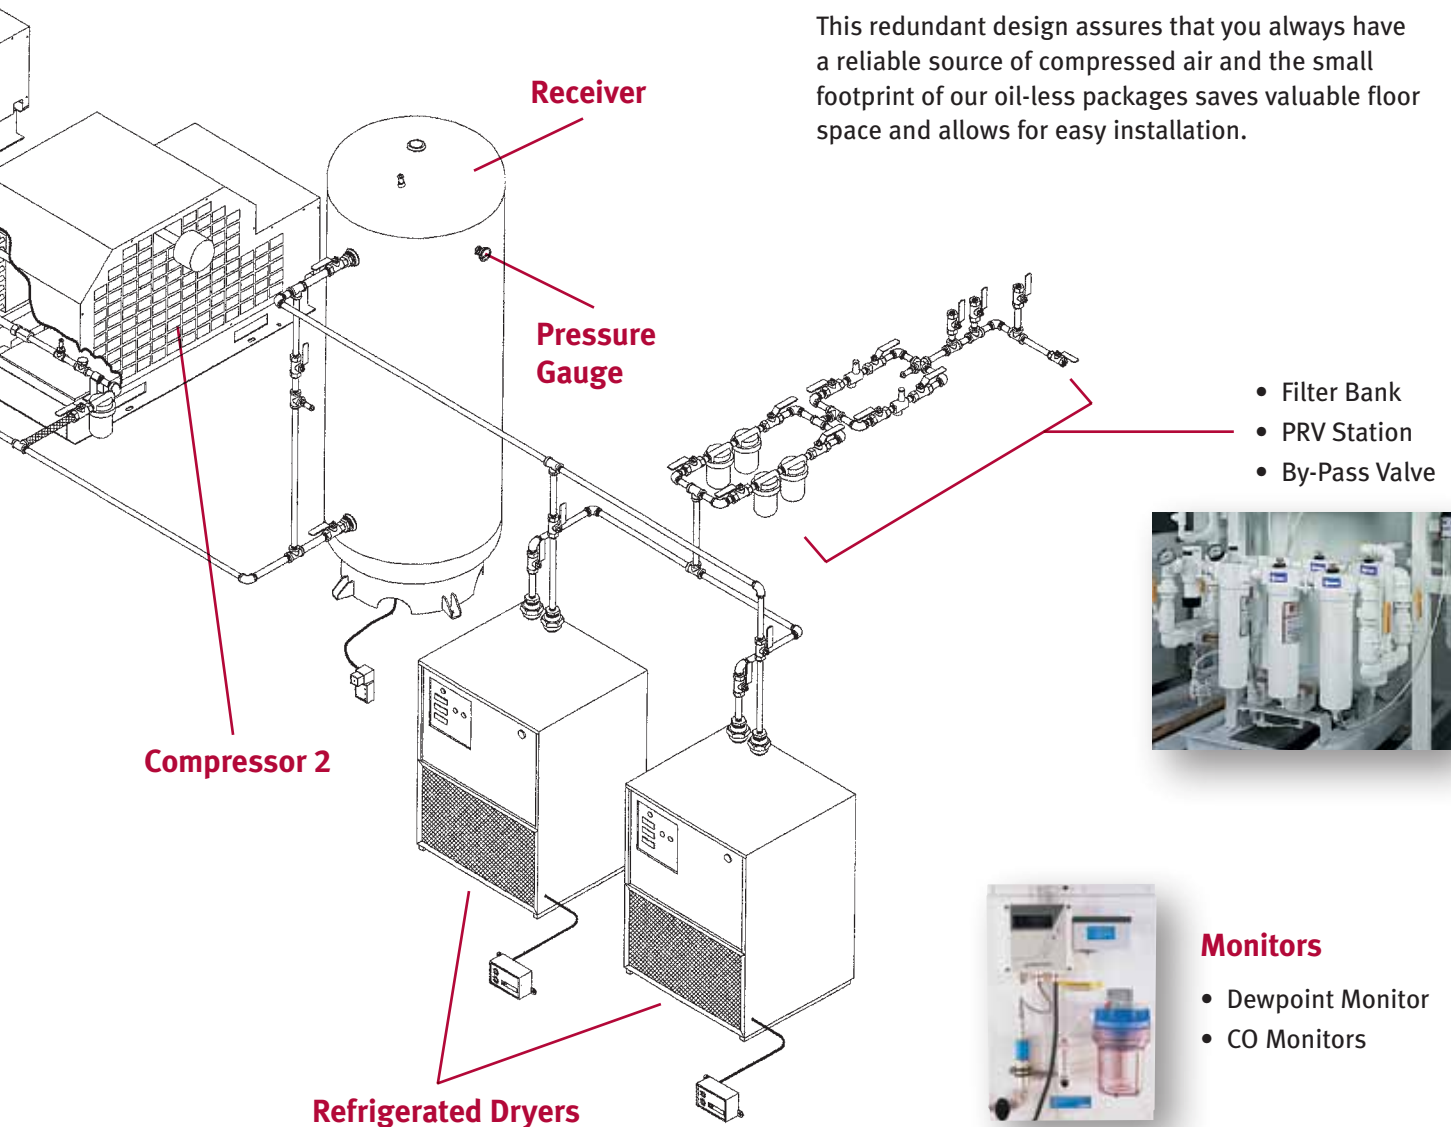 This redundant design assures that you always have
a reliable source of compressed air and the small
footprint of our oil-less packages saves valuable floor
space and allows for easy installation.
Receiver
Pressure
Gauge
• Filter Bank
• PRV Station
• By-Pass Valve
Compressor 2
Monitors
• Dewpoint Monitor
• CO Monitors
Refrigerated Dryers